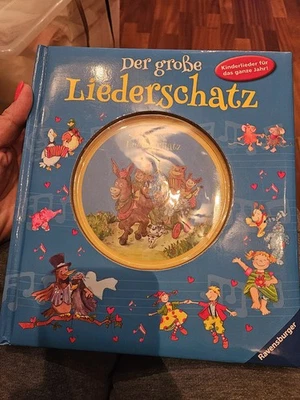 Der große
Liederschatz
Kinderlieder für
das ganze Jahr!
Ravensburger